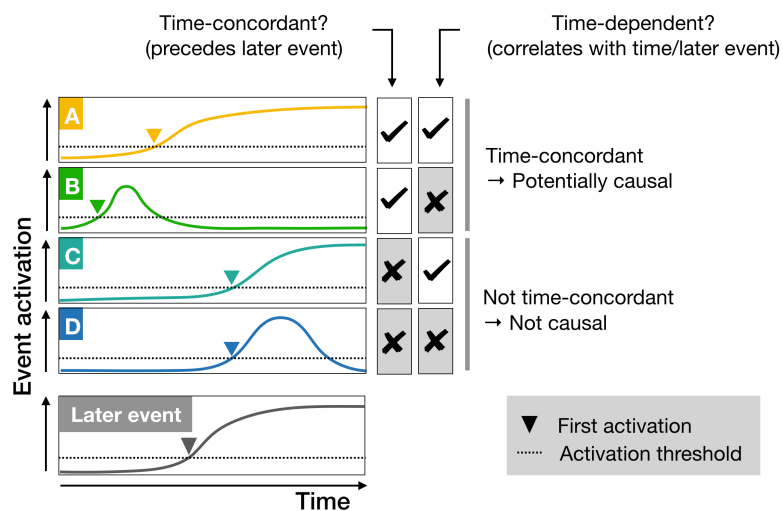 Time-concordant?
(precedes later event)
Time-dependent?
(correlates with time/later event)
Event activation
A
B
C
D
Time-concordant
→ Potentially causal
Not time-concordant
→ Not causal
Later event
First activation
Activation threshold
Time